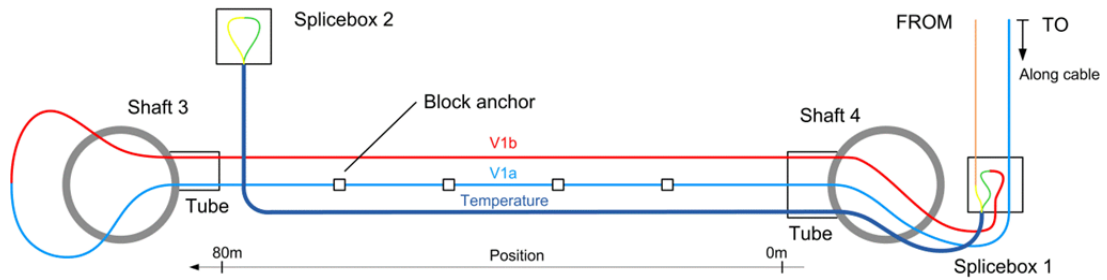 Splicebox 2
FROM
TO
Along cable
Block anchor
Shaft 3
Shaft 4
V1b
V1a
Tube
Temperature
Tube
80m
Position
0m
Splicebox 1